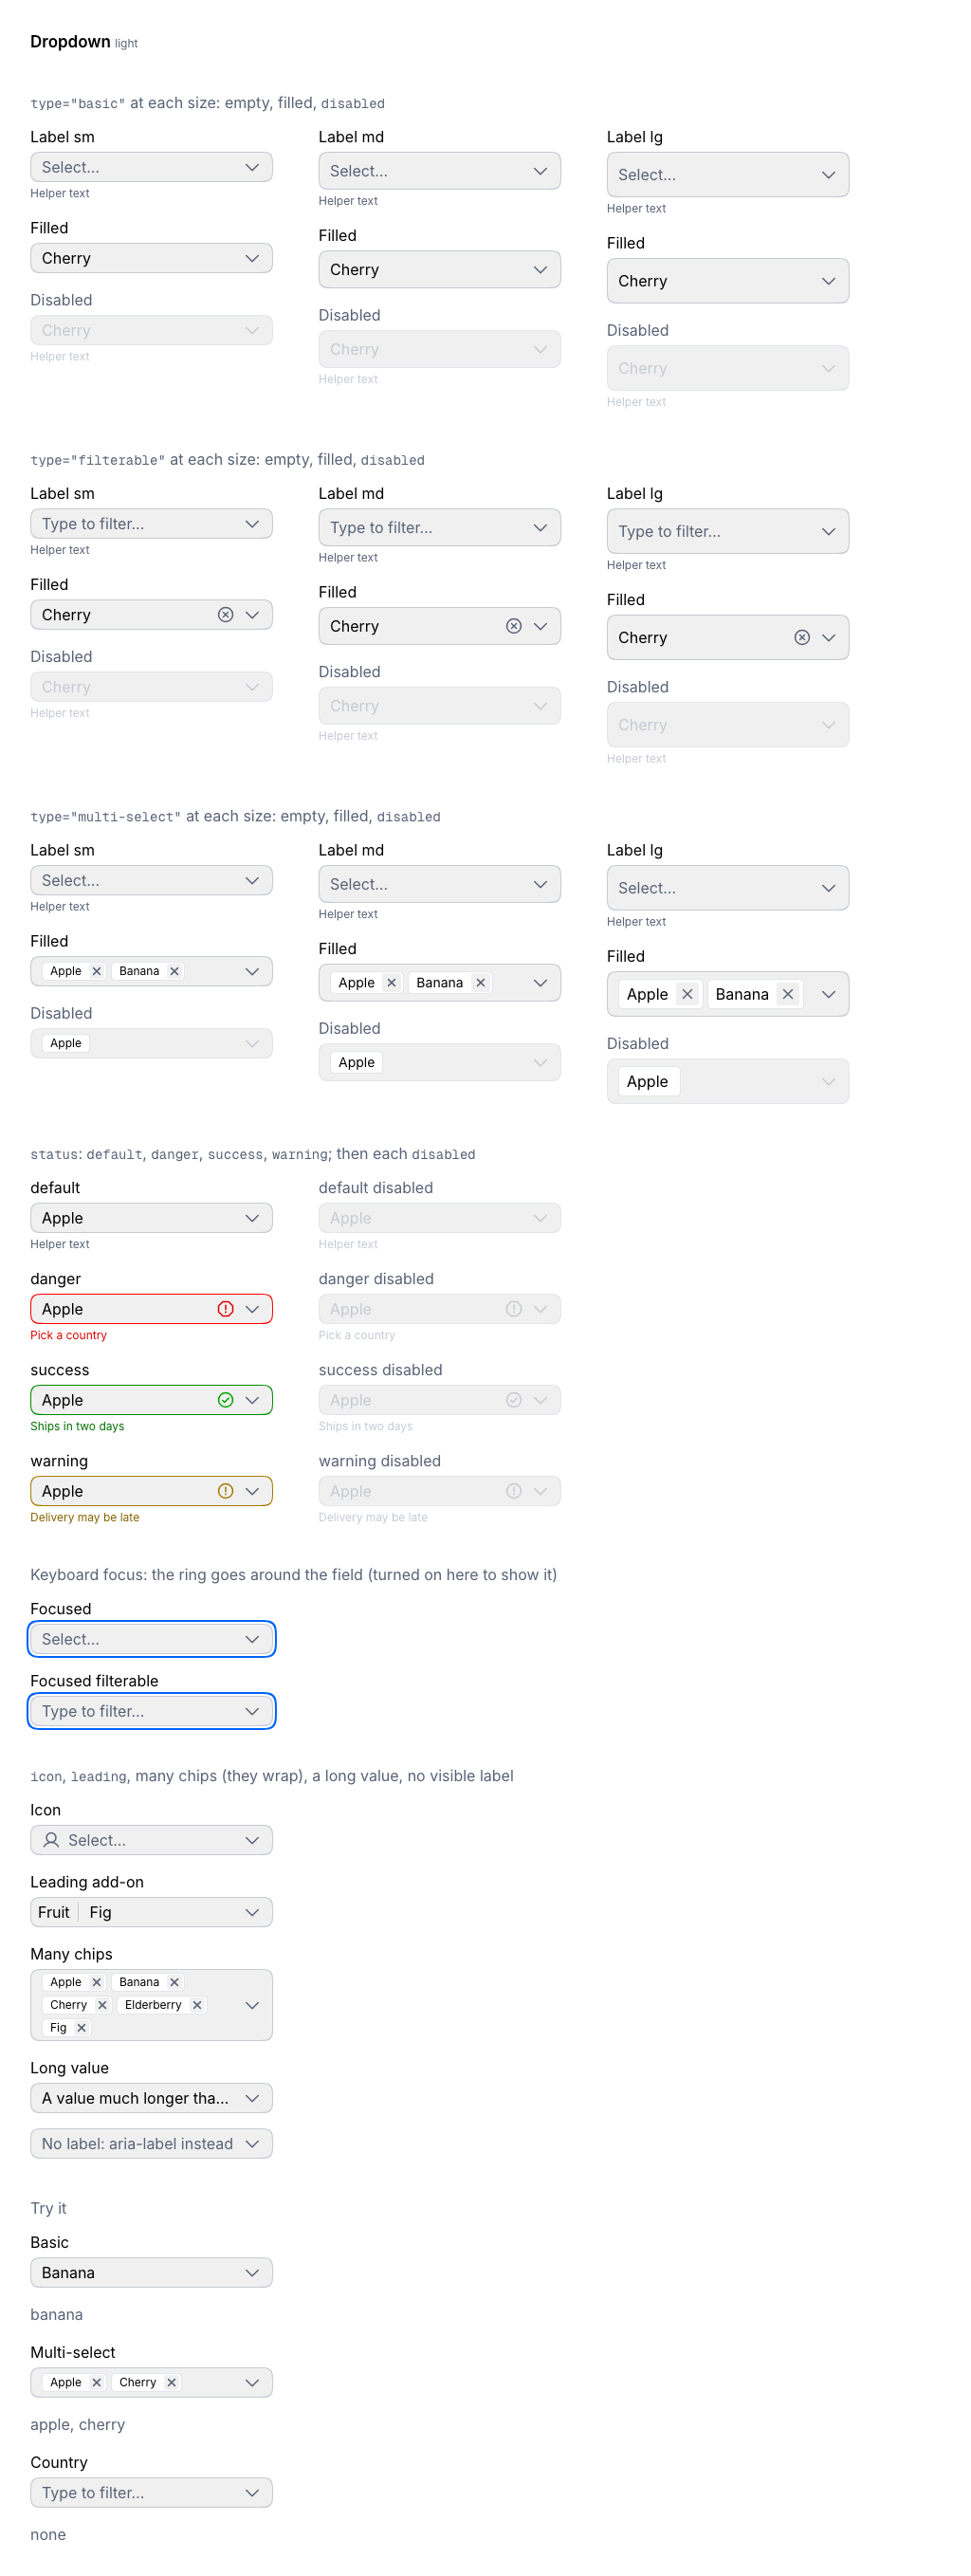 Dropdown light
type="basic" at each size: empty, filled, disabled
Label sm
Select...
Helper text
Filled
Cherry
Disabled
Cherry
Helper text
Label md
Select...
Helper text
Filled
Cherry
Disabled
Cherry
Helper text
Label lg
Select...
Helper text
Filled
Cherry
Disabled
Cherry
Helper text
type="filterable" at each size: empty, filled, disabled
Label sm
Type to filter...
Helper text
Filled
Cherry
Disabled
Cherry
Helper text
Label md
Type to filter...
Helper text
Filled
Cherry
Disabled
Cherry
Helper text
Label lg
Type to filter...
Helper text
Filled
Cherry
Disabled
Cherry
Helper text
type="multi-select" at each size: empty, filled, disabled
Label sm
Select...
Helper text
Filled
Apple Banana
Disabled
Apple
Label md
Select...
Helper text
Filled
Apple Banana
Disabled
Apple
Label lg
Select...
Helper text
Filled
Apple Banana
Disabled
Apple
status: default, danger, success, warning; then each disabled
default
Apple
Helper text
danger
Apple
Pick a country
success
Apple
Ships in two days
warning
Apple
Delivery may be late
default disabled
Apple
Helper text
danger disabled
Apple
Pick a country
success disabled
Apple
Ships in two days
warning disabled
Apple
Delivery may be late
Keyboard focus: the ring goes around the field (turned on here to show it)
Focused
Select...
Focused filterable
Type to filter...
icon, leading, many chips (they wrap), a long value, no visible label
Icon
Select...
Leading add-on
Fruit Fig
Many chips
Apple Banana
Cherry Elderberry
Fig
Long value
A value much longer tha...
No label: aria-label instead
Try it
Basic
Banana
banana
Multi-select
Apple Cherry
apple, cherry
Country
Type to filter...
none